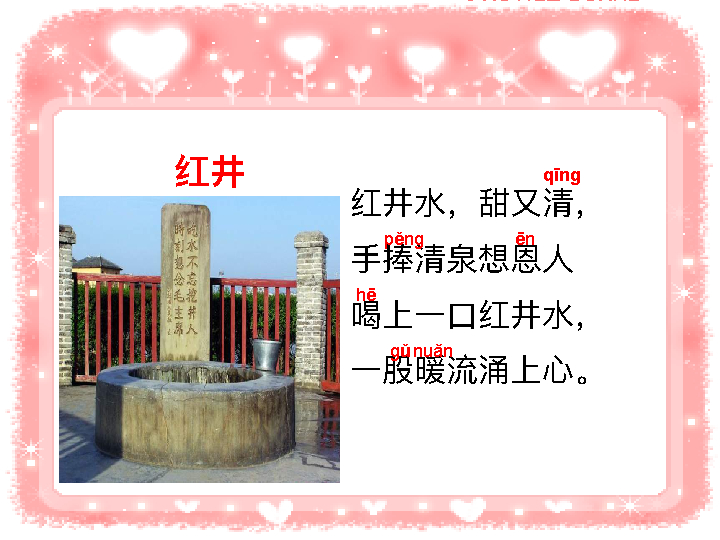 红井
qīng
红井水，甜又清，
pěng ēn
手捧清泉想恩人
hē
喝上一口红井水，
gǔ nuǎn
一股暖流涌上心。
吃水不忘挖井人
时刻想念毛主席